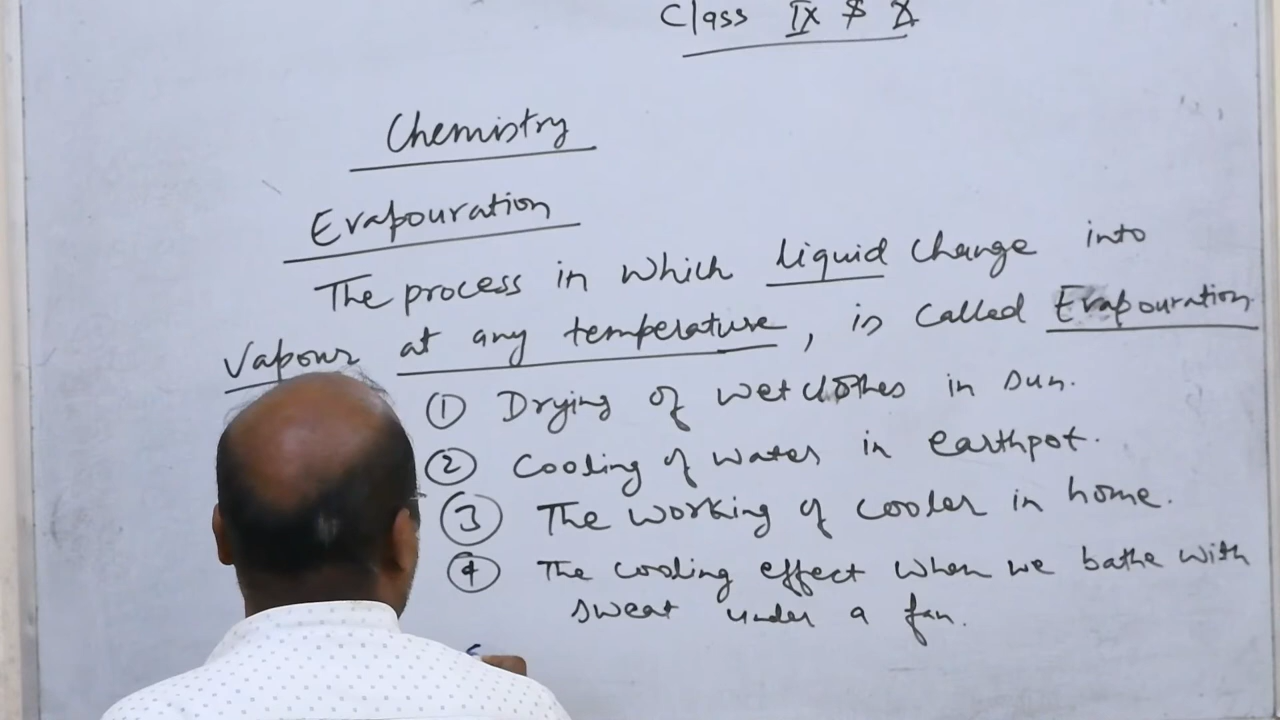 Class IX & X
Chemistry
Evapouration
The process in which liquid change into
Vapour at any temperature, is called Evapouration
① Drying of wet clothes in sun.
② Cooling of water in earthpot.
③ The working of cooler in home.
④ The cooling effect when we bathe with
sweat under a fan.